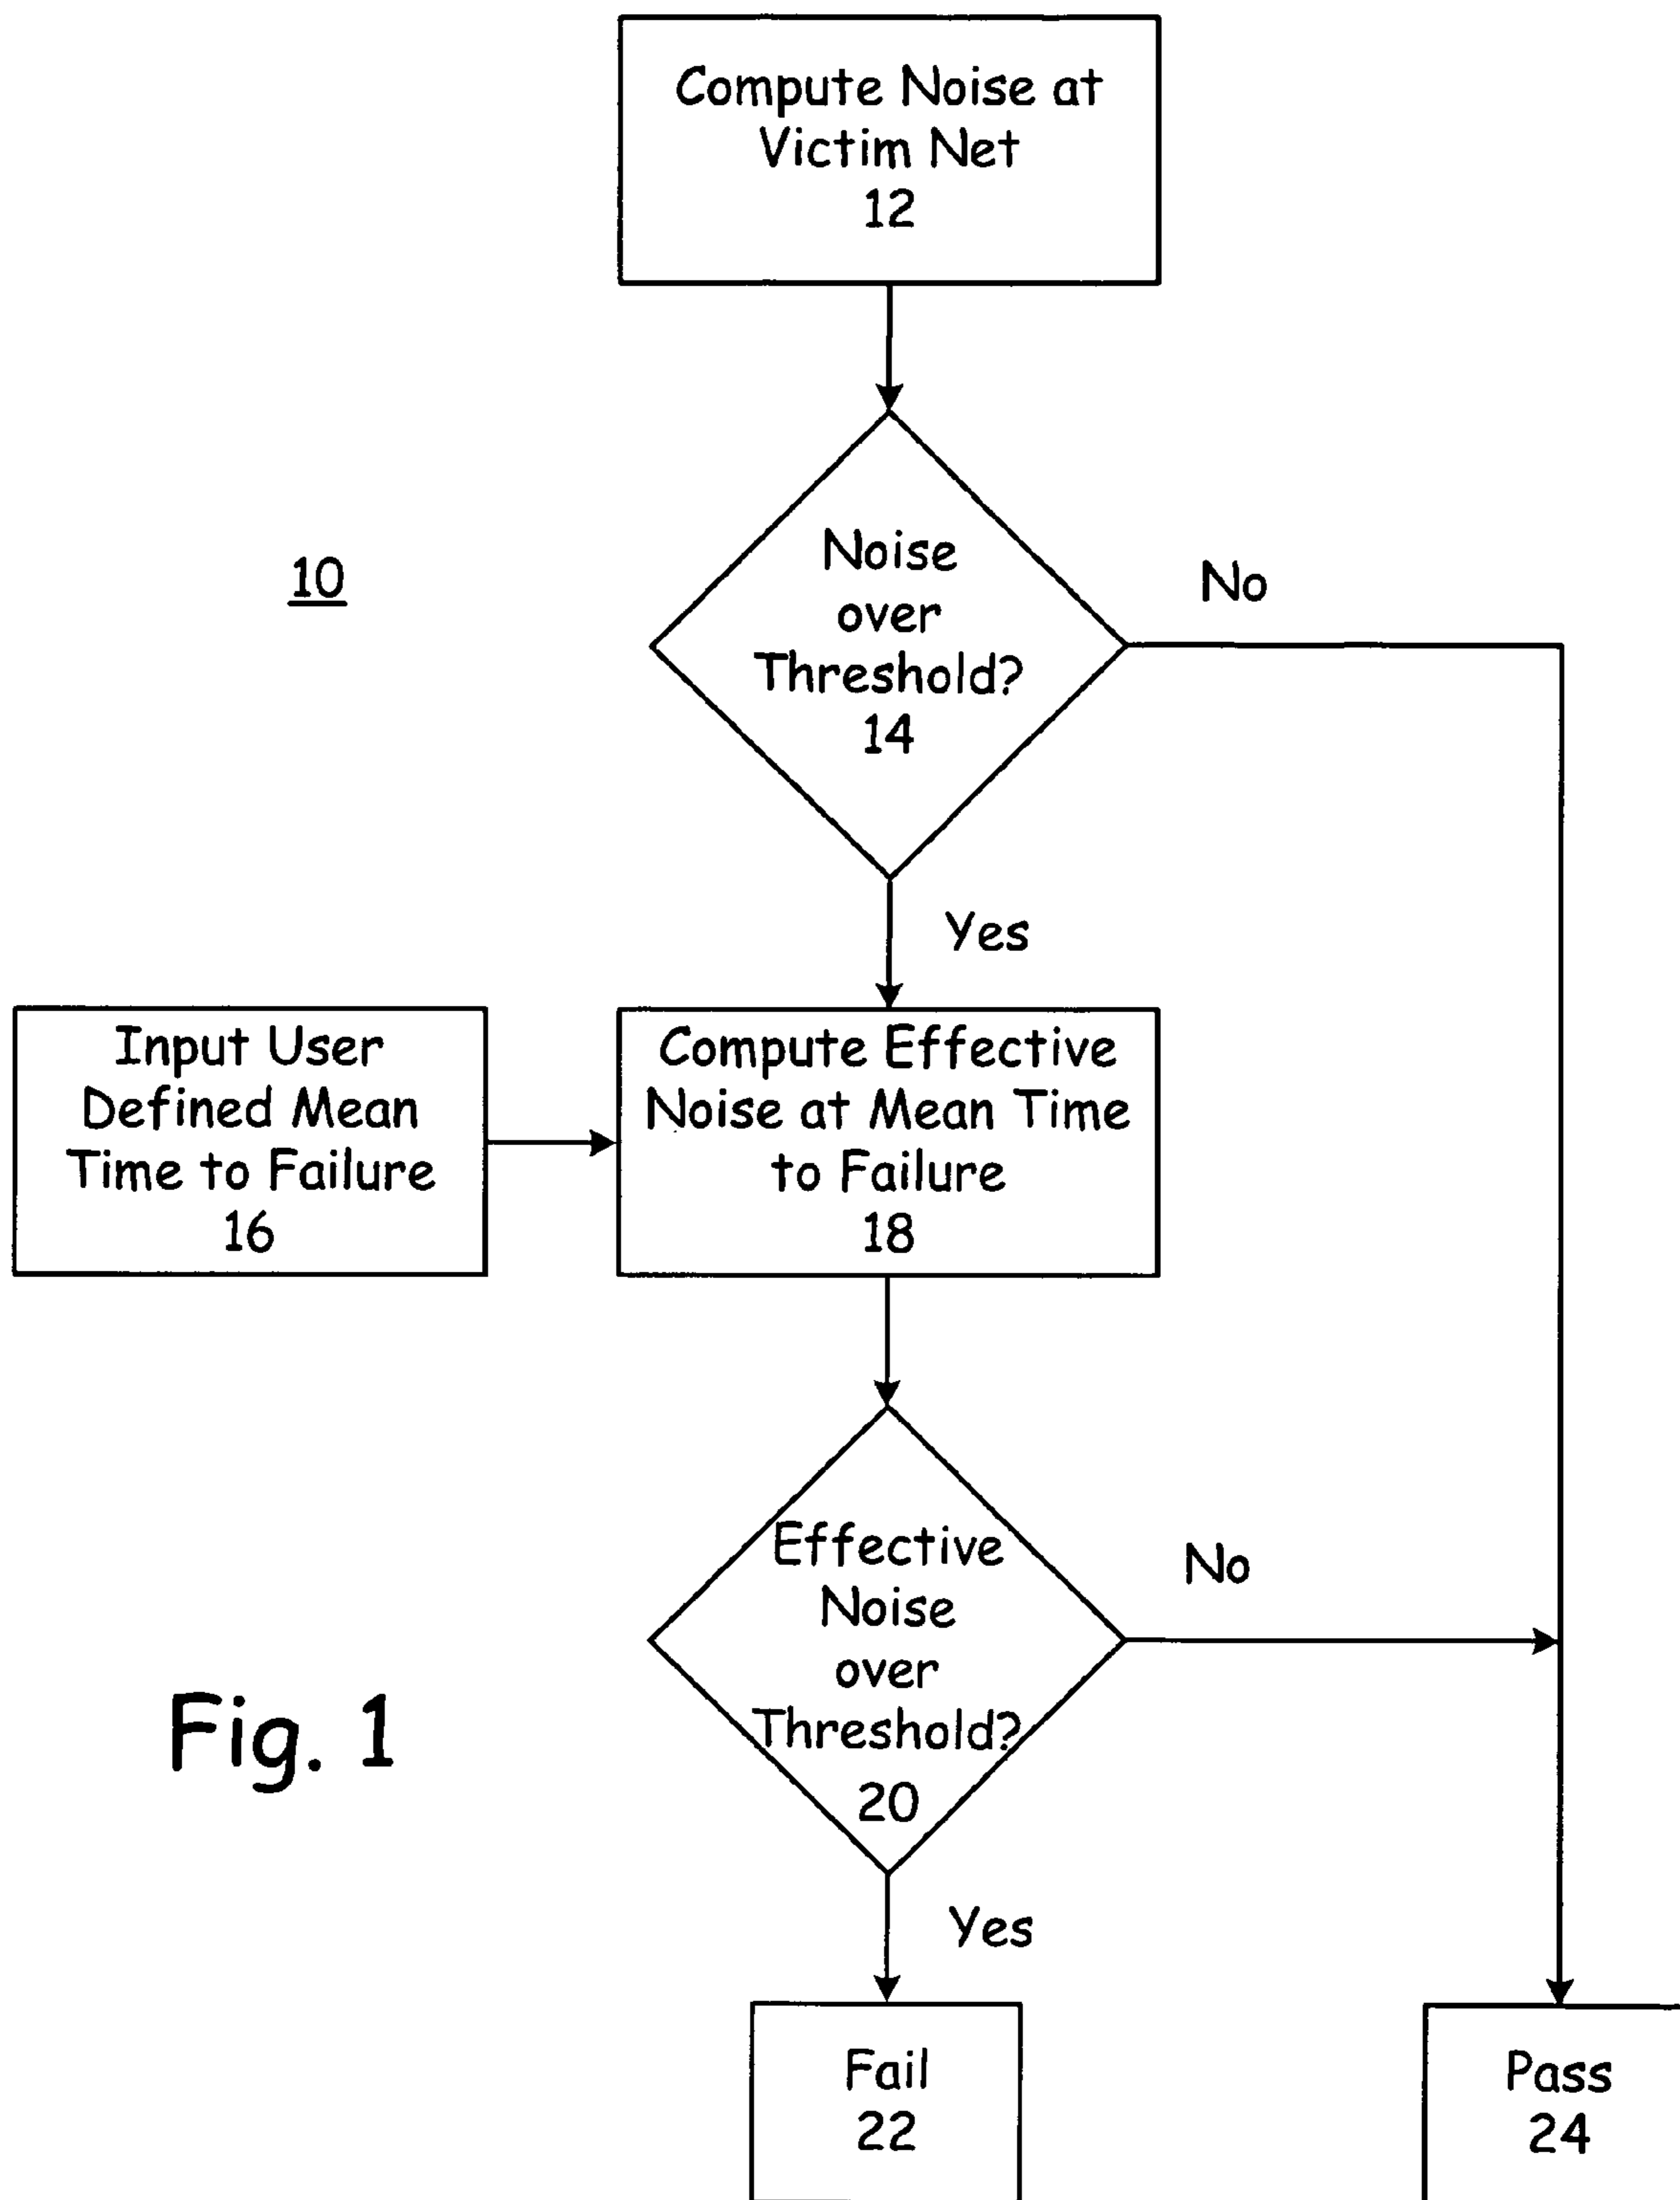 Compute Noise at
Victim Net
12
10
Noise
over
Threshold?
14
No
Yes
Input User
Defined Mean
Time to Failure
16
Compute Effective
Noise at Mean Time
to Failure
18
Effective
Noise
over
Threshold?
20
No
Fig. 1
Yes
Fail
22
Pass
24